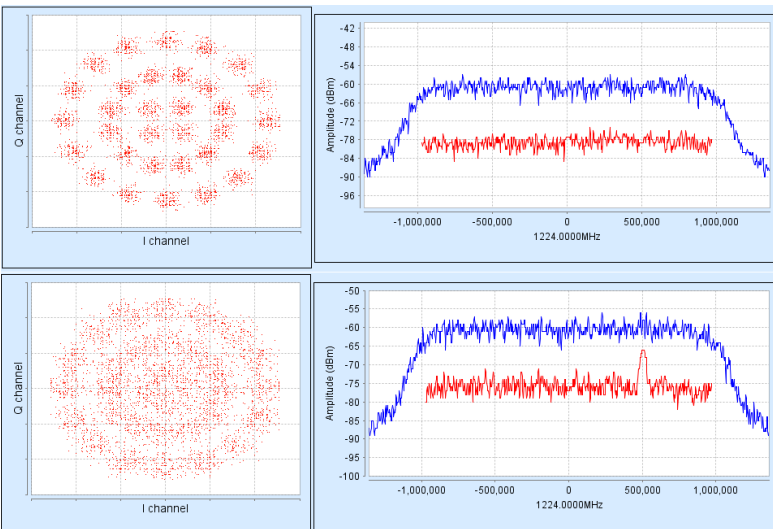 Q channel
I channel
Amplitude (dBm)
-42
-48
-54
-60
-66
-72
-78
-84
-90
-96
-1,000,000 -500,000 0 500,000 1,000,000
1224.0000MHz
Q channel
I channel
Amplitude (dBm)
-50
-55
-60
-65
-70
-75
-80
-85
-90
-95
-100
-1,000,000 -500,000 0 500,000 1,000,000
1224.0000MHz